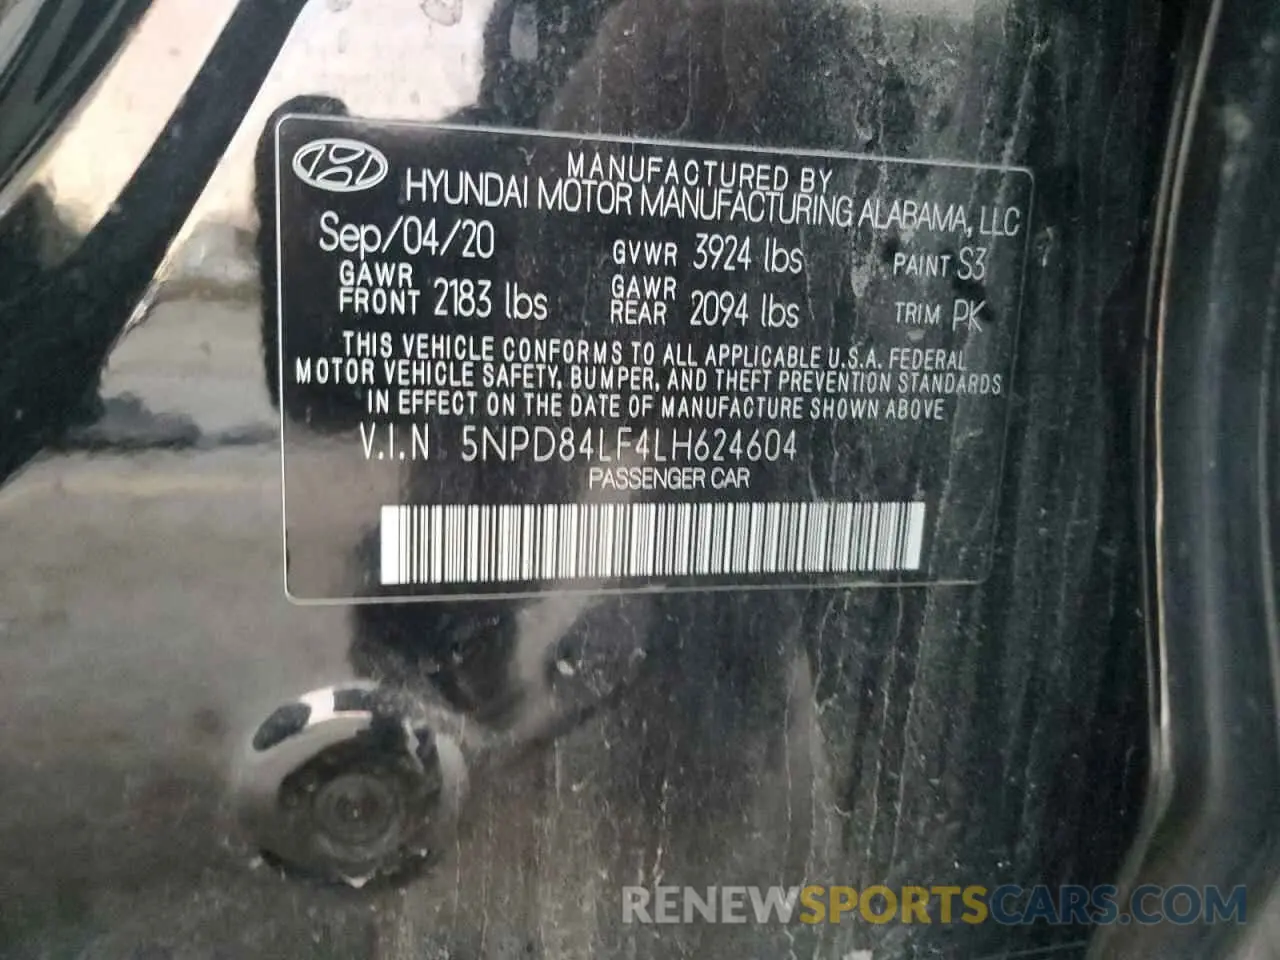 MANUFACTURED BY
HYUNDAI MOTOR MANUFACTURING ALABAMA, LLC
Sep/04/20 GVWR 3924 lbs PAINT S3
GAWR FRONT 2183 lbs GAWR REAR 2094 lbs TRIM PK
THIS VEHICLE CONFORMS TO ALL APPLICABLE U.S.A. FEDERAL
MOTOR VEHICLE SAFETY, BUMPER, AND THEFT PREVENTION STANDARDS
IN EFFECT ON THE DATE OF MANUFACTURE SHOWN ABOVE
V.I.N 5NPD84LF4LH624604
PASSENGER CAR
RENEWSPORTSCARS.COM